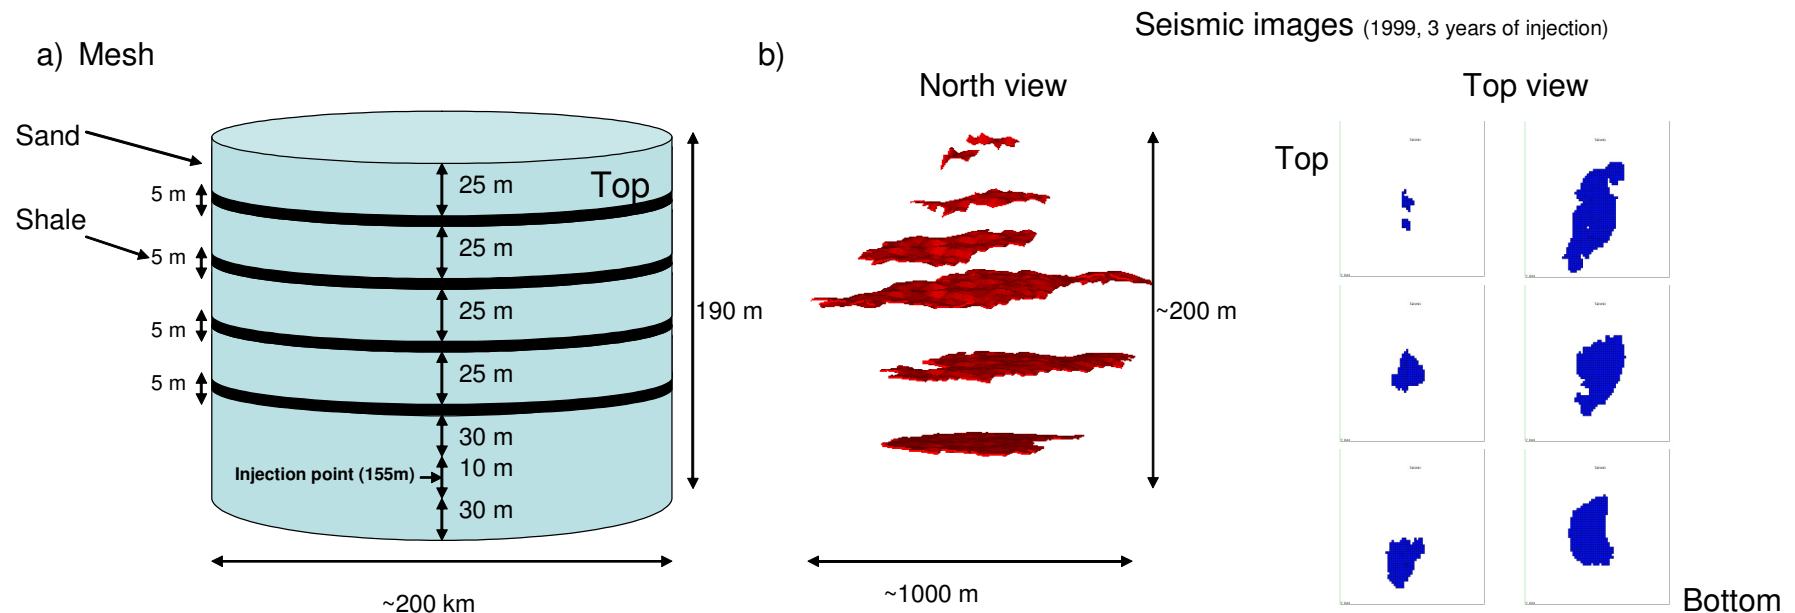 Seismic images (1999, 3 years of injection)
a) Mesh
b)
North view
Top view
Sand
Shale
5 m
5 m
5 m
5 m
Top
25 m
25 m
25 m
25 m
30 m
Injection point (155m)
10 m
30 m
190 m
~200 km
~200 m
~1000 m
Top
Bottom